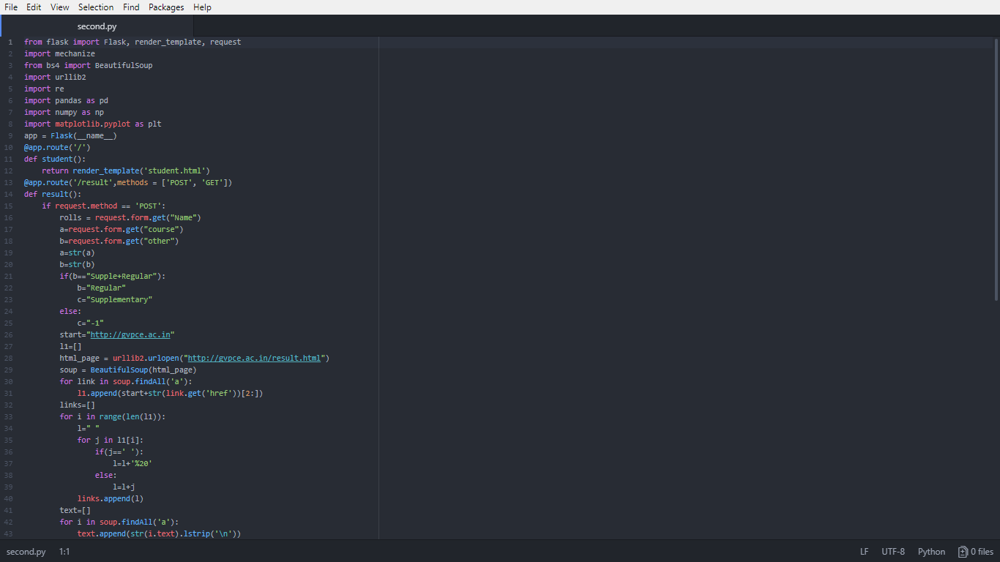 File Edit View Selection Find Packages Help
second.py
1 from flask import Flask, render_template, request
2 import mechanize
3 from bs4 import BeautifulSoup
4 import urllib2
5 import re
6 import pandas as pd
7 import numpy as np
8 import matplotlib.pyplot as plt
9 app = Flask(__name__)
10 @app.route('/')
11 def student():
12     return render_template('student.html')
13 @app.route('/result',methods = ['POST', 'GET'])
14 def result():
15     if request.method == 'POST':
16         rolls = request.form.get("Name")
17         a=request.form.get("course")
18         b=request.form.get("other")
19         a=str(a)
20         b=str(b)
21         if(b=="Supple+Regular"):
22             b="Regular"
23             c="Supplementary"
24         else:
25             c="-1"
26         start="http://gvpce.ac.in"
27         l1=[]
28         html_page = urllib2.urlopen("http://gvpce.ac.in/result.html")
29         soup = BeautifulSoup(html_page)
30         for link in soup.findAll('a'):
31             l1.append(start+str(link.get('href'))[2:])
32         links=[]
33         for i in range(len(l1)):
34             l=" "
35             for j in l1[i]:
36                 if(j==' '):
37                     l=l+'%20'
38                 else:
39                     l=l+j
40             links.append(l)
41         text=[]
42         for i in soup.findAll('a'):
43             text.append(str(i.text).lstrip('\n'))
second.py 1:1 LF UTF-8 Python 0 files